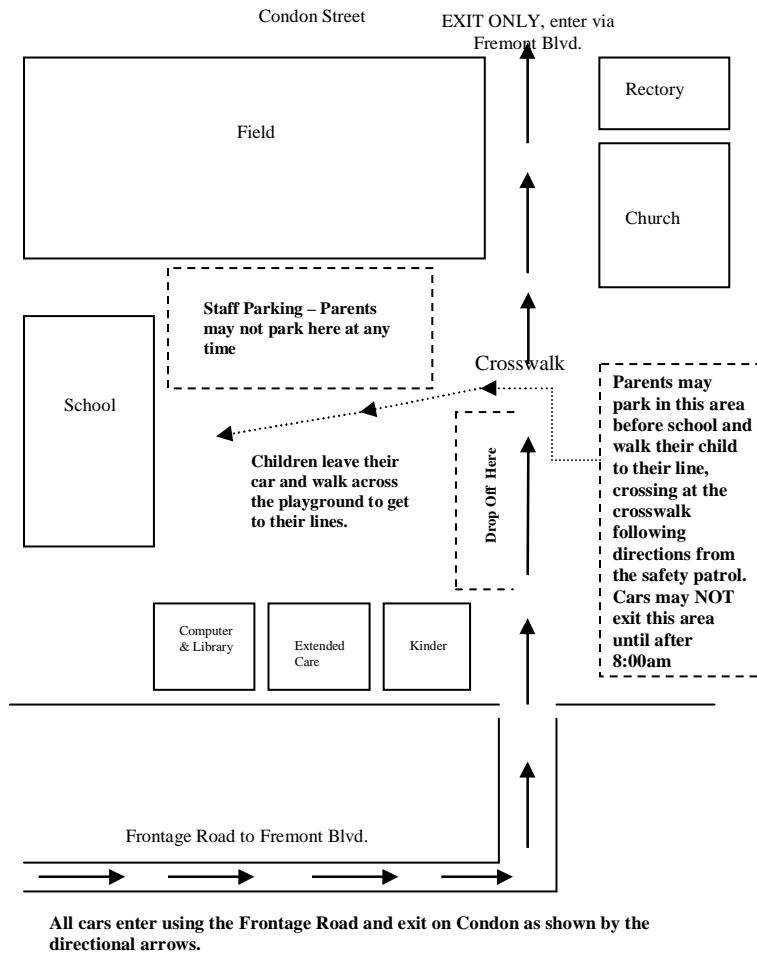 Condon Street
EXIT ONLY, enter via
Fremont Blvd.
Rectory
Field
Church
Staff Parking – Parents
may not park here at any
time
Crosswalk
School
Parents may
park in this area
before school and
walk their child
to their line,
crossing at the
crosswalk
following
directions from
the safety patrol.
Cars may NOT
exit this area
until after
8:00am
Children leave their
car and walk across
the playground to get
to their lines.
Drop Off Here
Computer
& Library
Extended
Care
Kinder
Frontage Road to Fremont Blvd.
All cars enter using the Frontage Road and exit on Condon as shown by the
directional arrows.